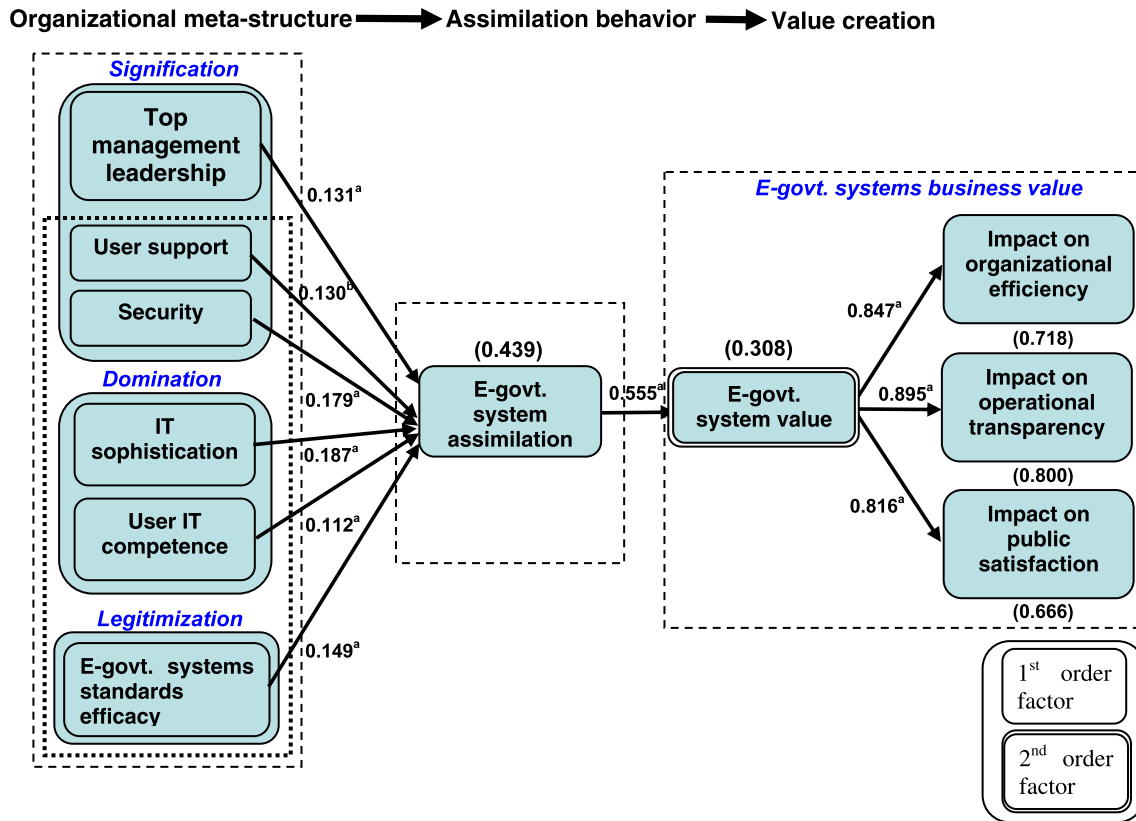 Organizational meta-structure Assimilation behavior Value creation
Signification
Top
management
leadership
User support
Security
Domination
IT
sophistication
User IT
competence
Legitimization
E-govt. systems
standards
efficacy
0.131ᵃ
0.130ᵇ
0.179ᵃ
0.187ᵃ
0.112ᵃ
0.149ᵃ
(0.439)
E-govt.
system
assimilation
0.555ᵃ
E-govt. systems business value
(0.308)
E-govt.
system value
0.847ᵃ
0.895ᵃ
0.816ᵃ
Impact on
organizational
efficiency
(0.718)
Impact on
operational
transparency
(0.800)
Impact on
public
satisfaction
(0.666)
1ˢᵗ order
factor
2ⁿᵈ order
factor